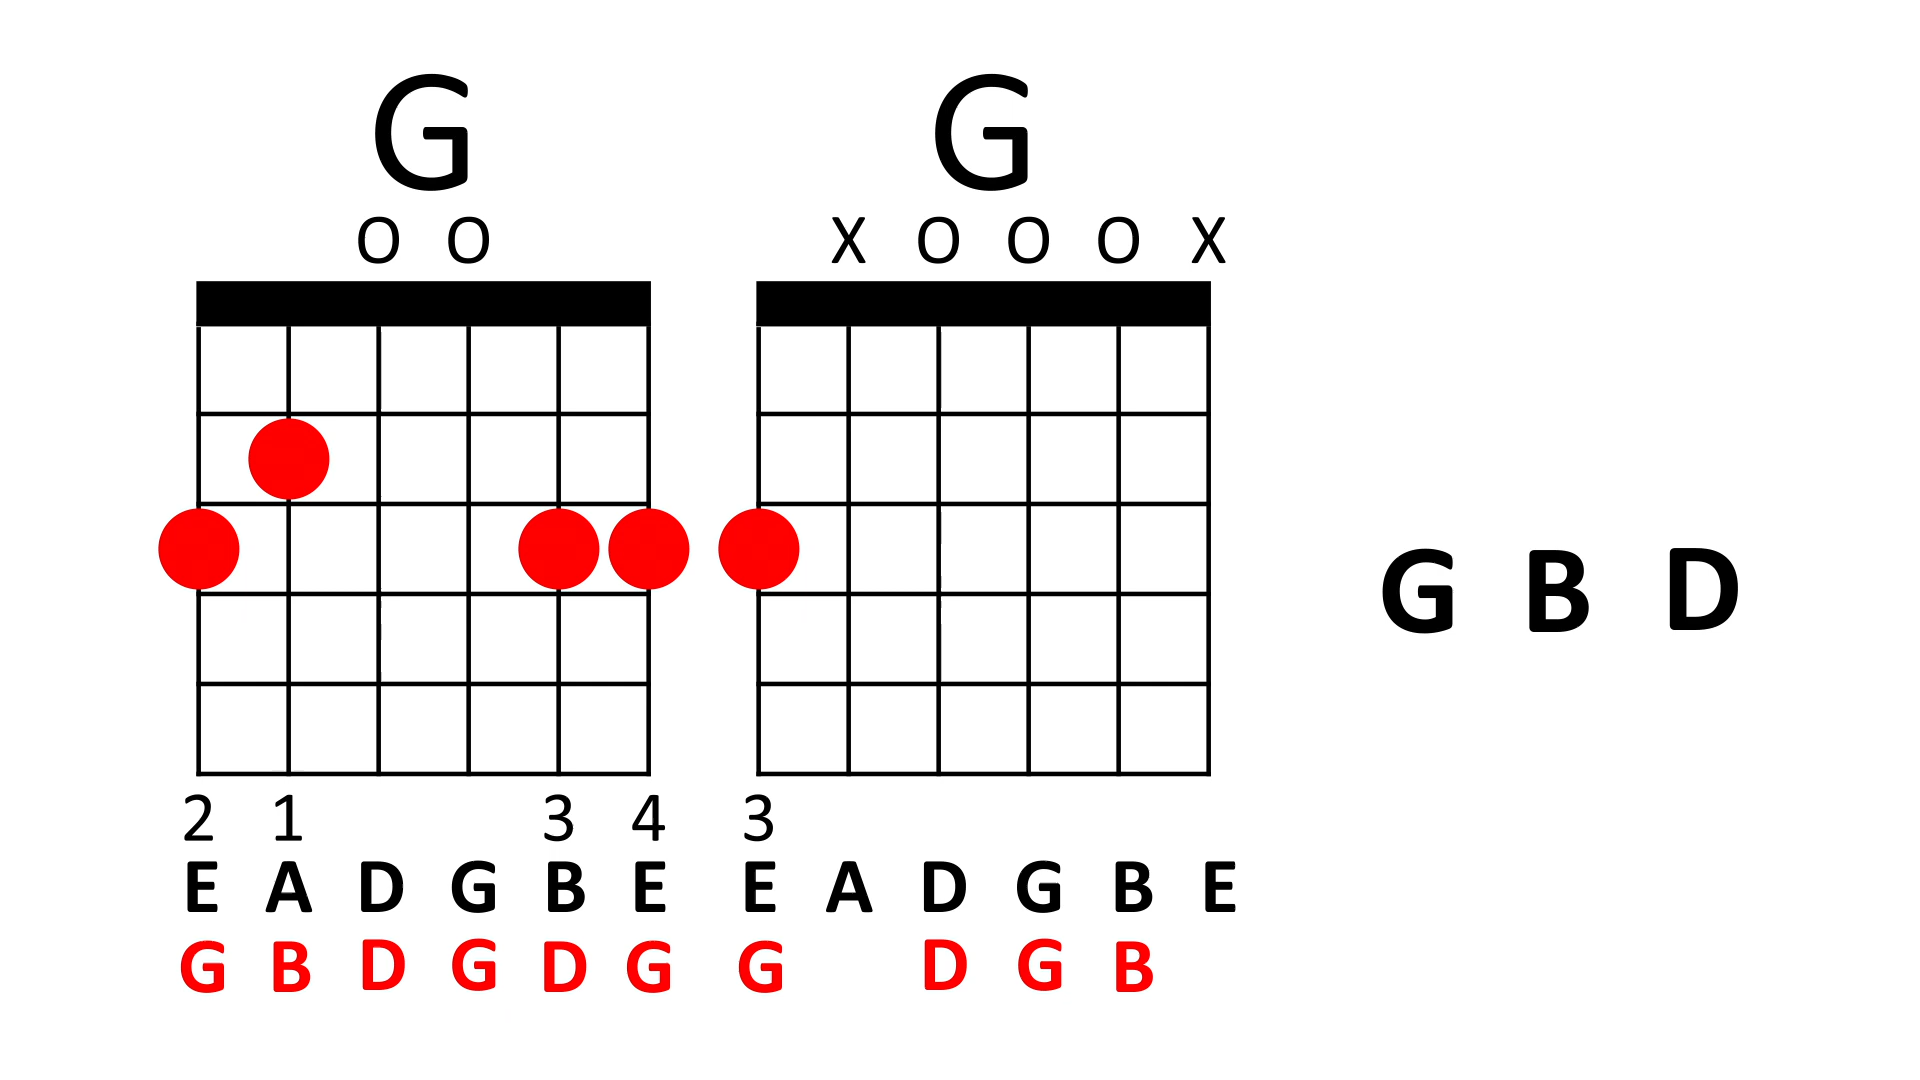 G G
O O X O O O X
G B D
2 1 3 4 3
E A D G B E E A D G B E
G B D G D G G D G B